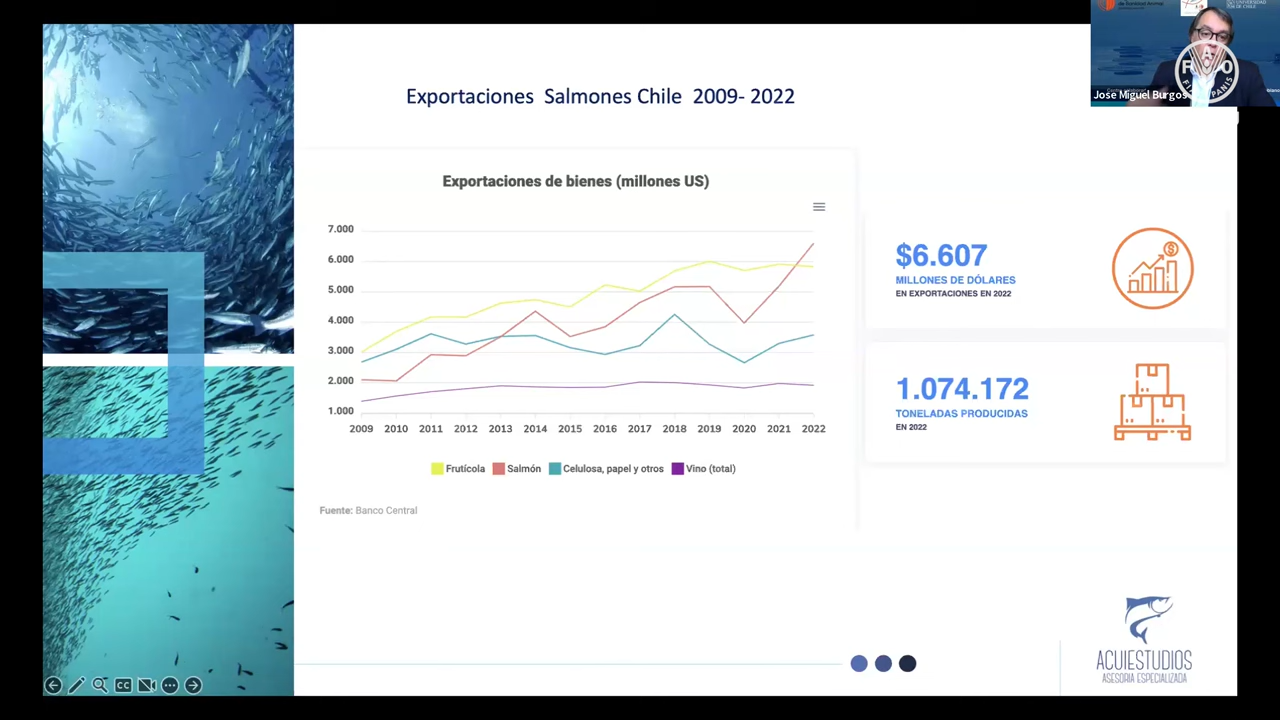 Exportaciones Salmones Chile 2009- 2022
Jose Miguel Burgos
Exportaciones de bienes (millones US)
7.000
6.000
5.000
4.000
3.000
2.000
1.000
2009 2010 2011 2012 2013 2014 2015 2016 2017 2018 2019 2020 2021 2022
Frutícola Salmón Celulosa, papel y otros Vino (total)
Fuente: Banco Central
$6.607
MILLONES DE DÓLARES
EN EXPORTACIONES EN 2022
1.074.172
TONELADAS PRODUCIDAS
EN 2022
CC
ACUIESTUDIOS
ASESORIA ESPECIALIZADA